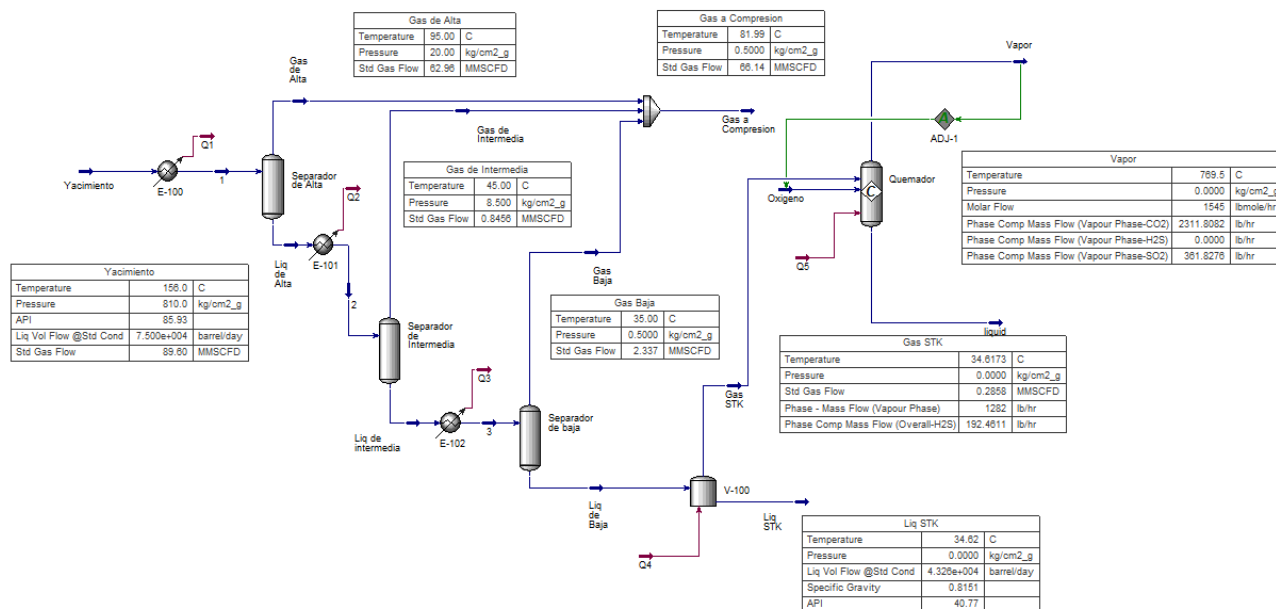 Gas de Alta
Temperature 95.00 C
Pressure 20.00 kg/cm2_g
Std Gas Flow 62.96 MMSCFD
Gas a Compresion
Temperature 81.99 C
Pressure 0.5000 kg/cm2_g
Std Gas Flow 66.14 MMSCFD
Vapor
Gas
de
Alta
Gas de
Intermedia
Gas a
Compresion
A
ADJ-1
Q1
Yacimiento
E-100
1
Separador
de Alta
Q2
Gas de Intermedia
Temperature 45.00 C
Pressure 8.500 kg/cm2_g
Std Gas Flow 0.8456 MMSCFD
Oxigeno
C
Quemador
Vapor
Temperature 769.5 C
Pressure 0.0000 kg/cm2_g
Molar Flow 1545 lbmole/hr
Phase Comp Mass Flow (Vapour Phase-CO2) 2311.8082 lb/hr
Phase Comp Mass Flow (Vapour Phase-H2S) 0.0000 lb/hr
Phase Comp Mass Flow (Vapour Phase-SO2) 361.8276 lb/hr
Q5
Liq
de
Alta
E-101
2
Gas
Baja
Yacimiento
Temperature 156.0 C
Pressure 810.0 kg/cm2_g
API 85.93
Liq Vol Flow @Std Cond 7.500e+004 barrel/day
Std Gas Flow 89.60 MMSCFD
Separador
de
Intermedia
Gas Baja
Temperature 35.00 C
Pressure 0.5000 kg/cm2_g
Std Gas Flow 2.337 MMSCFD
liquid
Gas STK
Temperature 34.6173 C
Pressure 0.0000 kg/cm2_g
Std Gas Flow 0.2858 MMSCFD
Phase - Mass Flow (Vapour Phase) 1282 lb/hr
Phase Comp Mass Flow (Overall-H2S) 192.4611 lb/hr
Q3
Gas
STK
Liq de
intermedia
E-102
3
Separador
de baja
V-100
Liq
de
Baja
Liq
STK
Q4
Liq STK
Temperature 34.62 C
Pressure 0.0000 kg/cm2_g
Liq Vol Flow @Std Cond 4.326e+004 barrel/day
Specific Gravity 0.8151
API 40.77